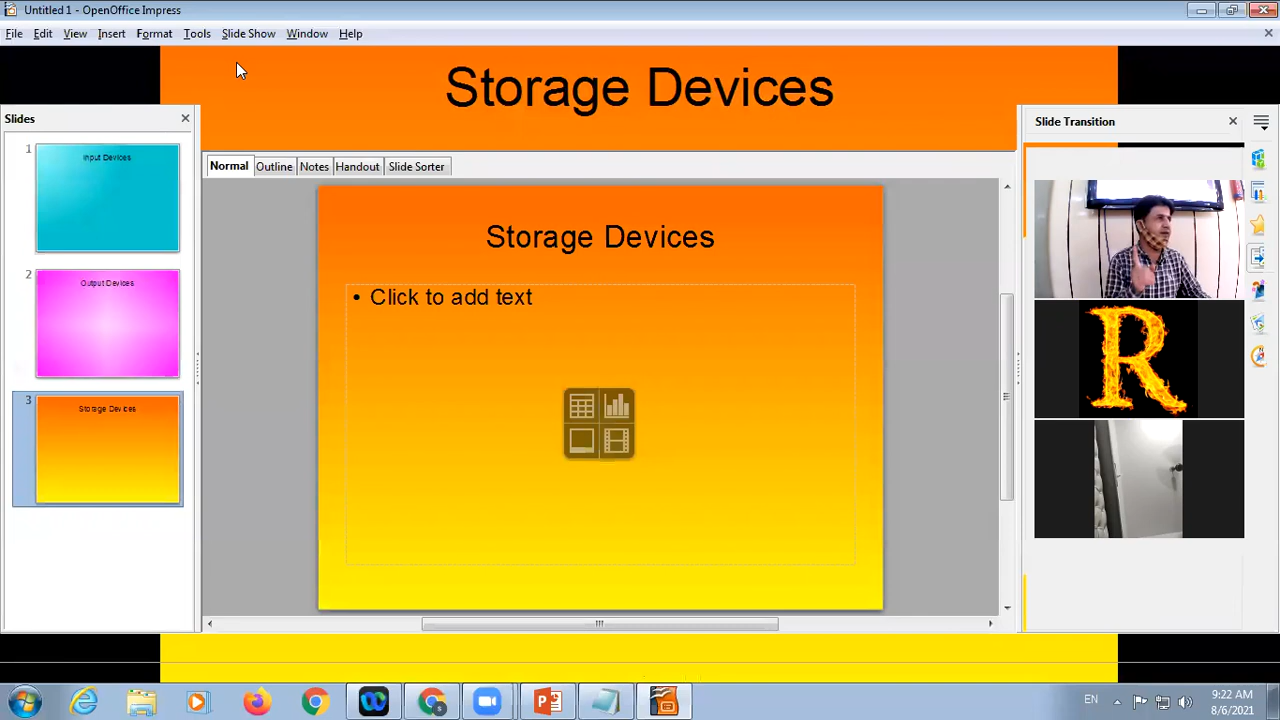 Untitled 1 - OpenOffice Impress
File Edit View Insert Format Tools Slide Show Window Help
Storage Devices
Slides
1
Input Devices
2
Output Devices
3
Storage Devices
Normal Outline Notes Handout Slide Sorter
Storage Devices
• Click to add text
Slide Transition
R
EN
9:22 AM
8/6/2021